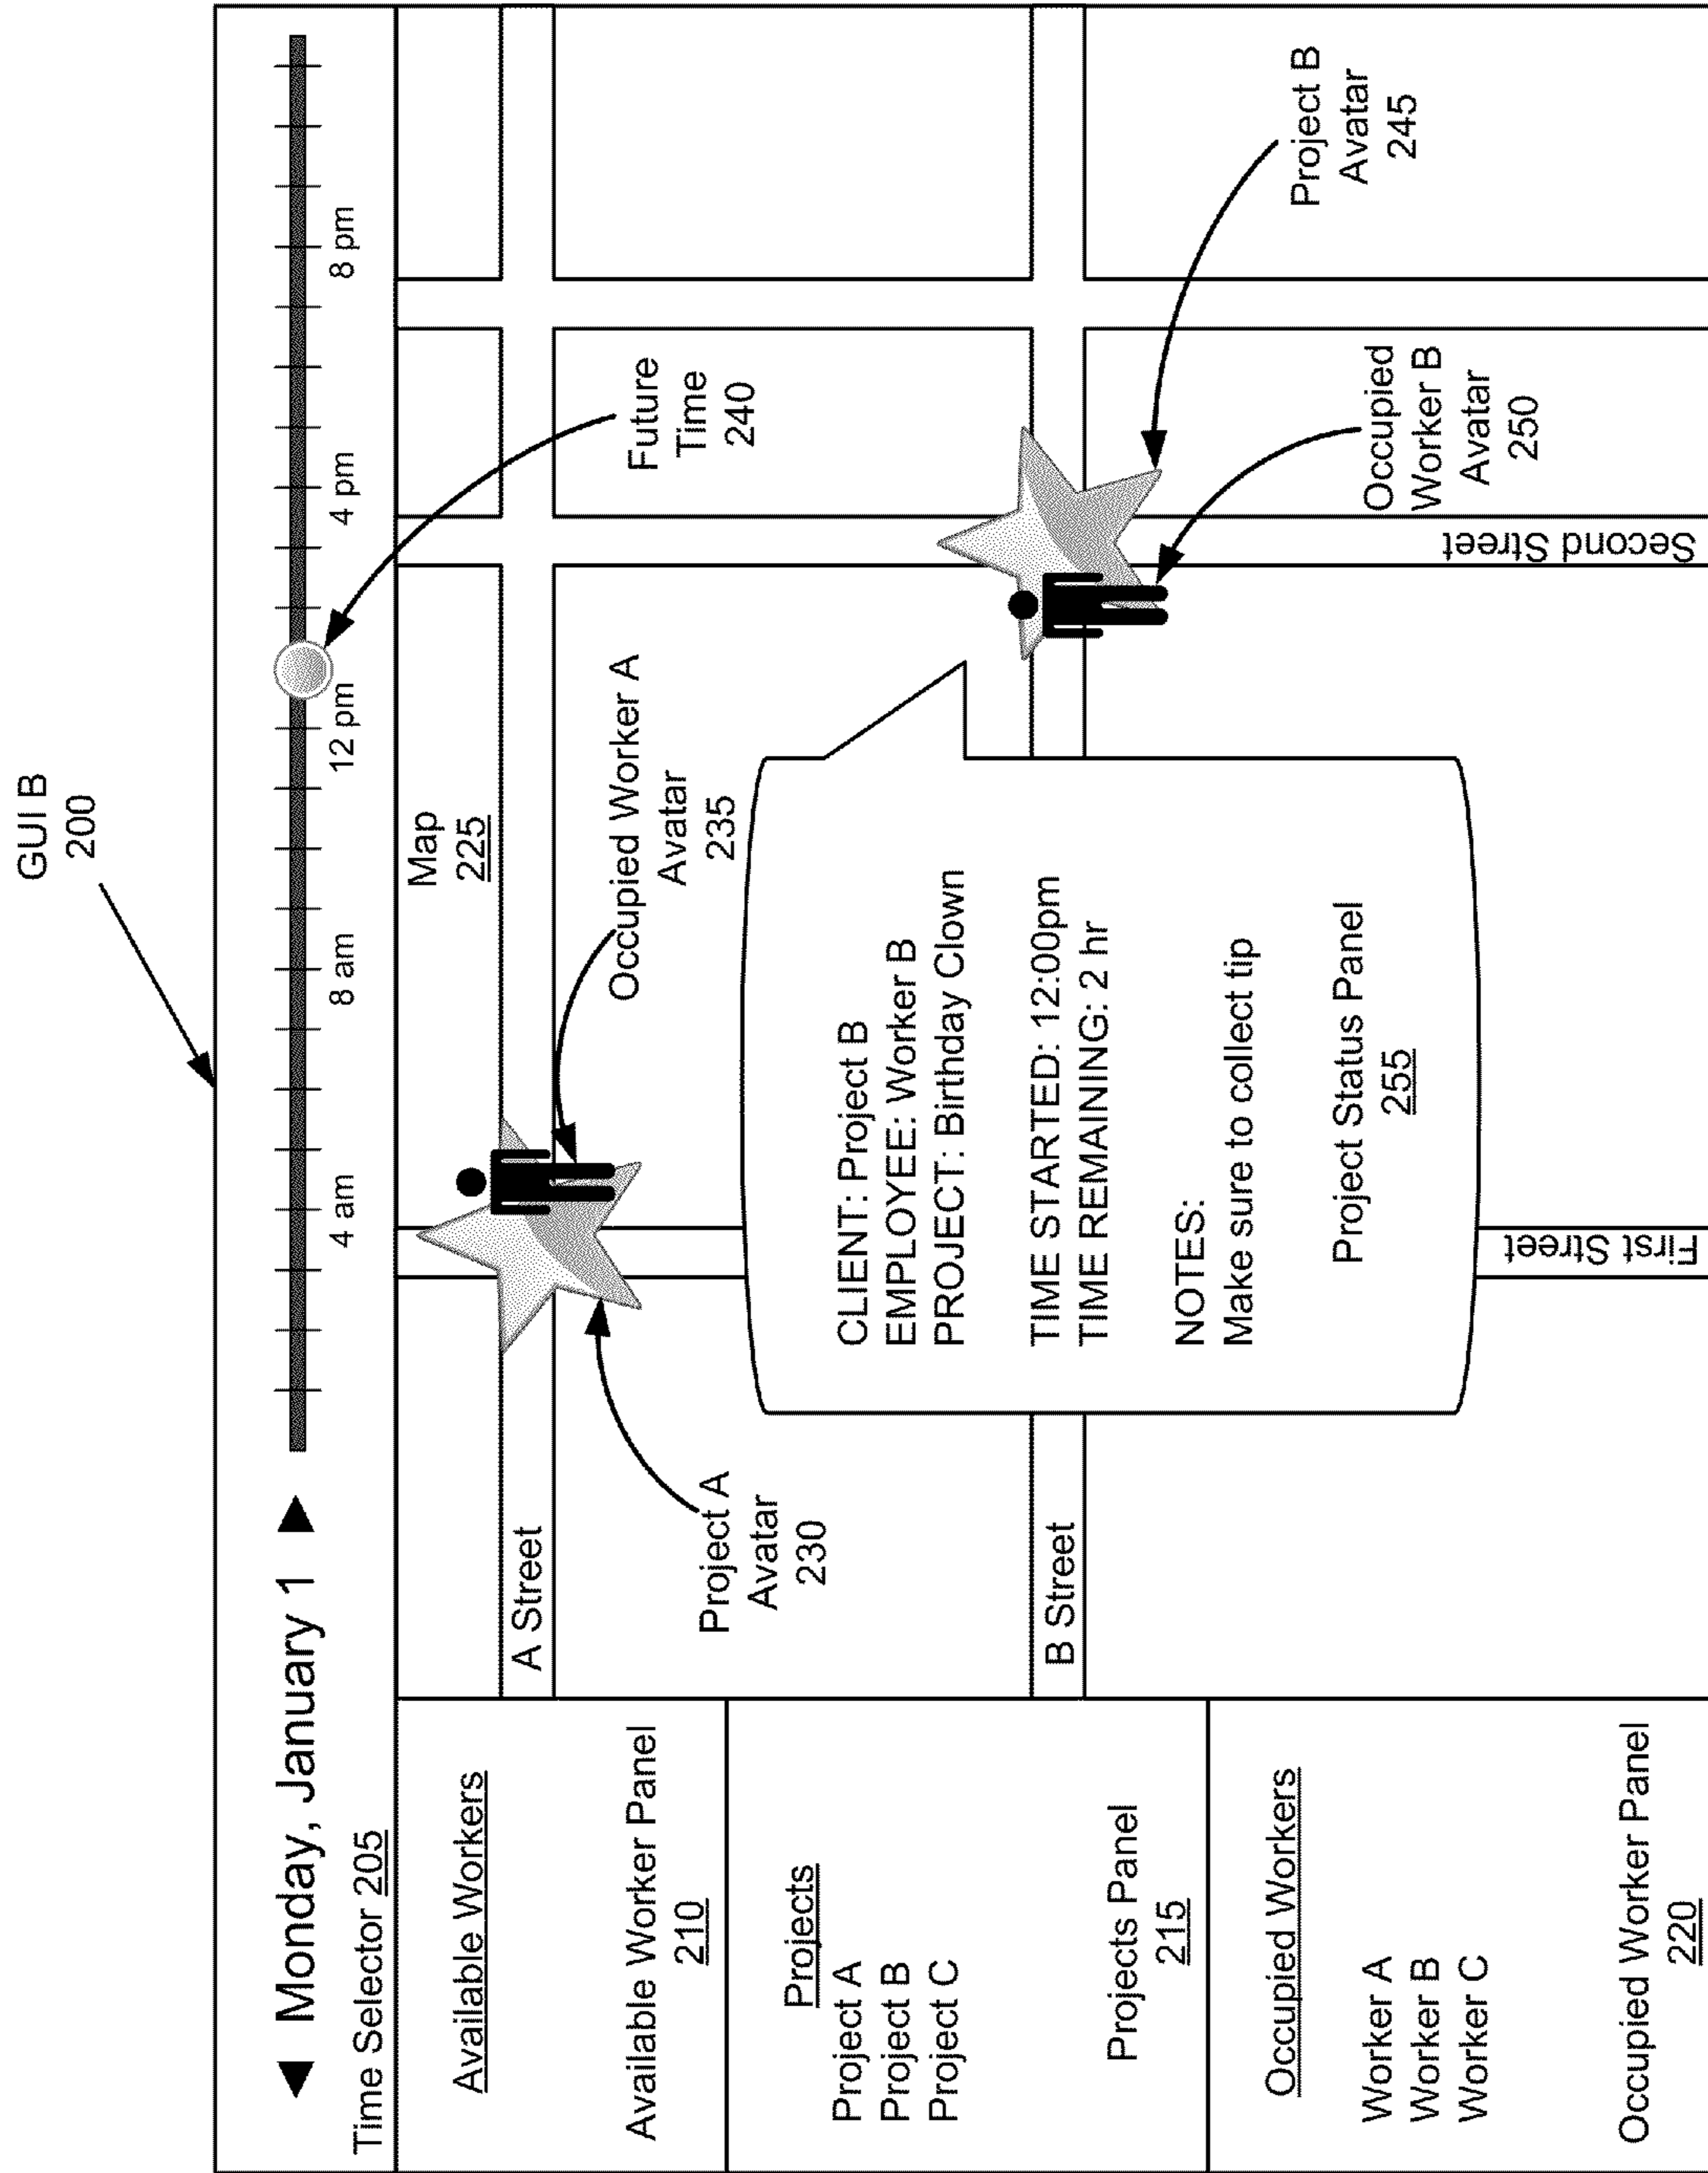 GUI B
200
Monday, January 1
Time Selector 205
4 am
8 am
12 pm
4 pm
8 pm
Available Workers
Available Worker Panel
210
Projects
Project A
Project B
Project C
Projects Panel
215
Occupied Workers
Worker A
Worker B
Worker C
Occupied Worker Panel
220
Map
225
A Street
B Street
First Street
Second Street
Project A
Avatar
230
Occupied Worker A
Avatar
235
Future
Time
240
CLIENT: Project B
EMPLOYEE: Worker B
PROJECT: Birthday Clown
TIME STARTED: 12:00pm
TIME REMAINING: 2 hr
NOTES:
Make sure to collect tip
Project Status Panel
255
Project B
Avatar
245
Occupied
Worker B
Avatar
250